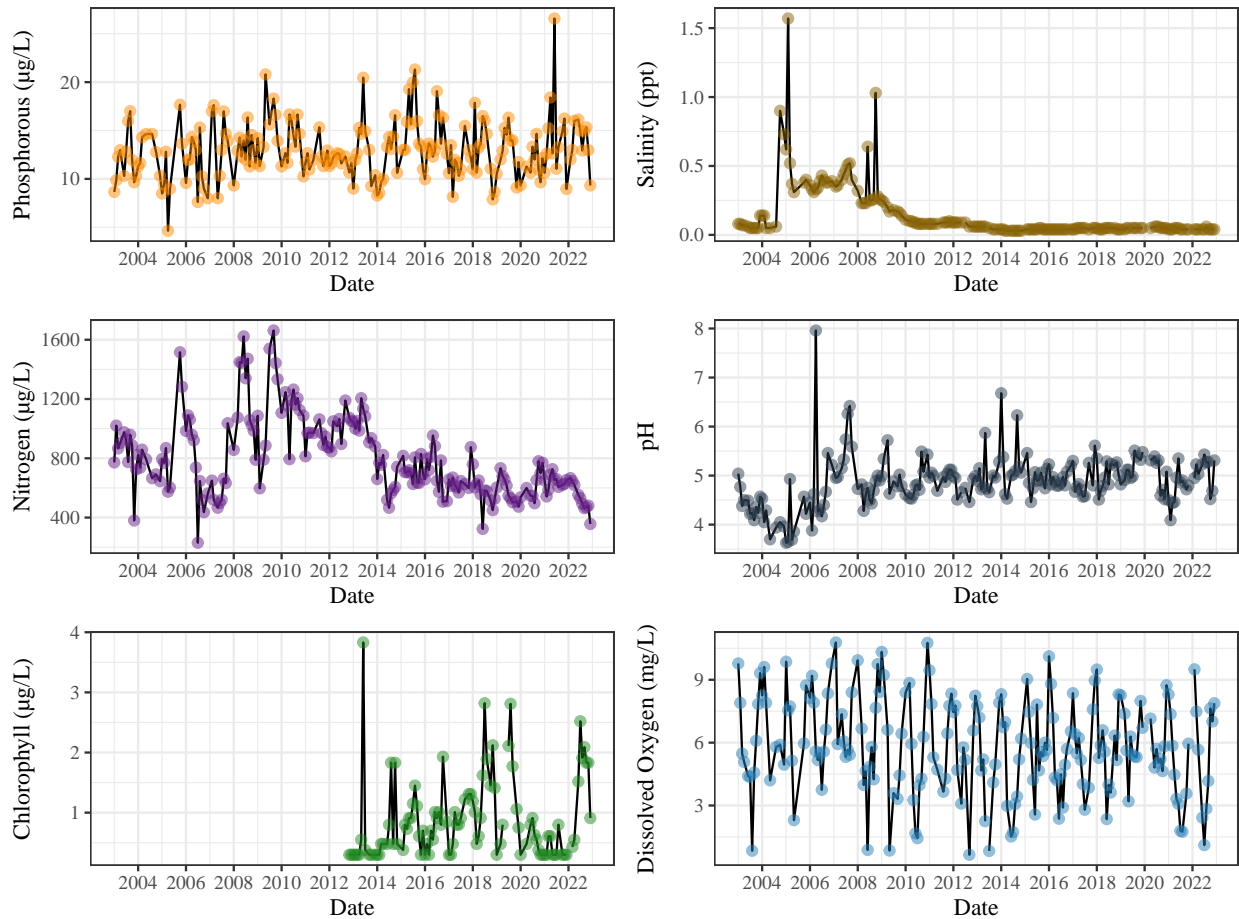 Phosphorous (μg/L)
20
10
2004 2006 2008 2010 2012 2014 2016 2018 2020 2022
Date
Salinity (ppt)
1.5
1.0
0.5
0.0
2004 2006 2008 2010 2012 2014 2016 2018 2020 2022
Date
Nitrogen (μg/L)
1600
1200
800
400
2004 2006 2008 2010 2012 2014 2016 2018 2020 2022
Date
pH
8
7
6
5
4
2004 2006 2008 2010 2012 2014 2016 2018 2020 2022
Date
Chlorophyll (μg/L)
4
3
2
1
2004 2006 2008 2010 2012 2014 2016 2018 2020 2022
Date
Dissolved Oxygen (mg/L)
9
6
3
2004 2006 2008 2010 2012 2014 2016 2018 2020 2022
Date